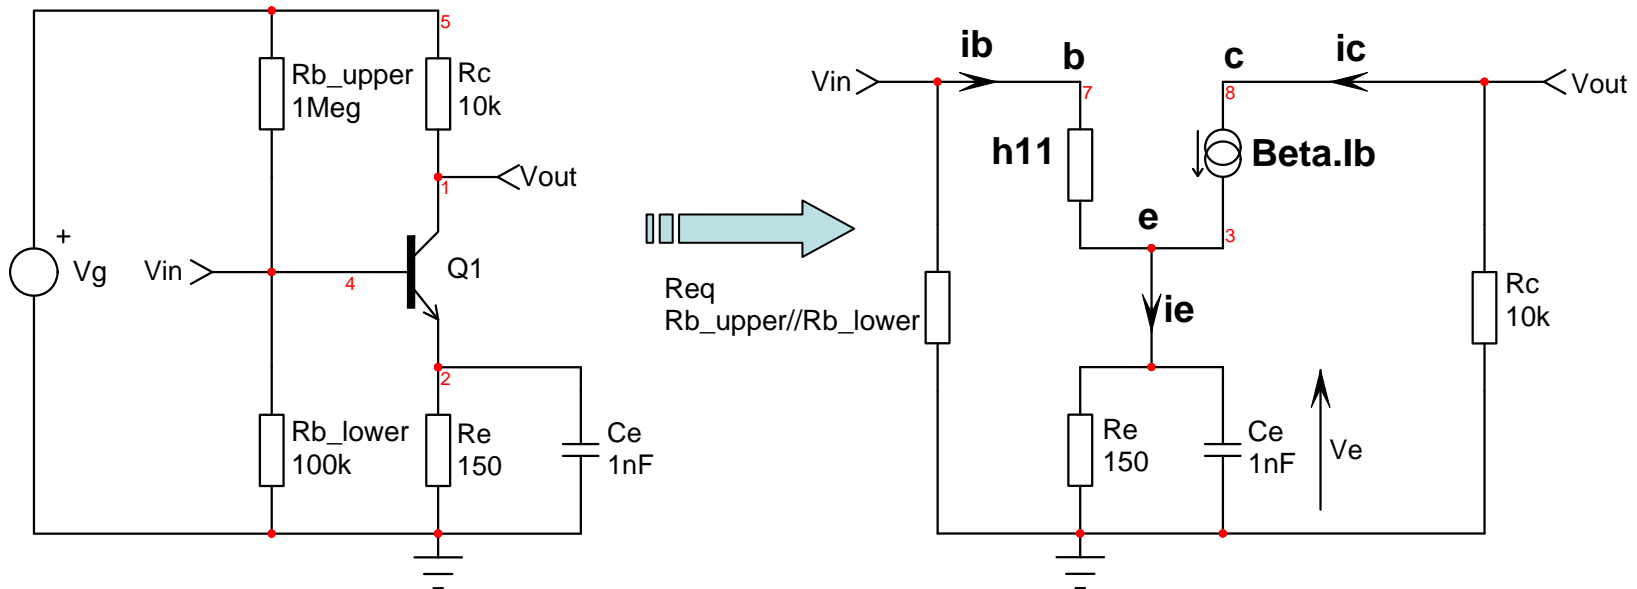 5
Rb_upper
1Meg
Rc
10k
1
Vout
+
Vg
Vin
4
Q1
2
Rb_lower
100k
Re
150
Ce
1nF
Req
Rb_upper//Rb_lower
Vin
ib
b
7
h11
c
8
ic
Vout
Beta.Ib
e
3
ie
Rc
10k
Re
150
Ce
1nF
Ve